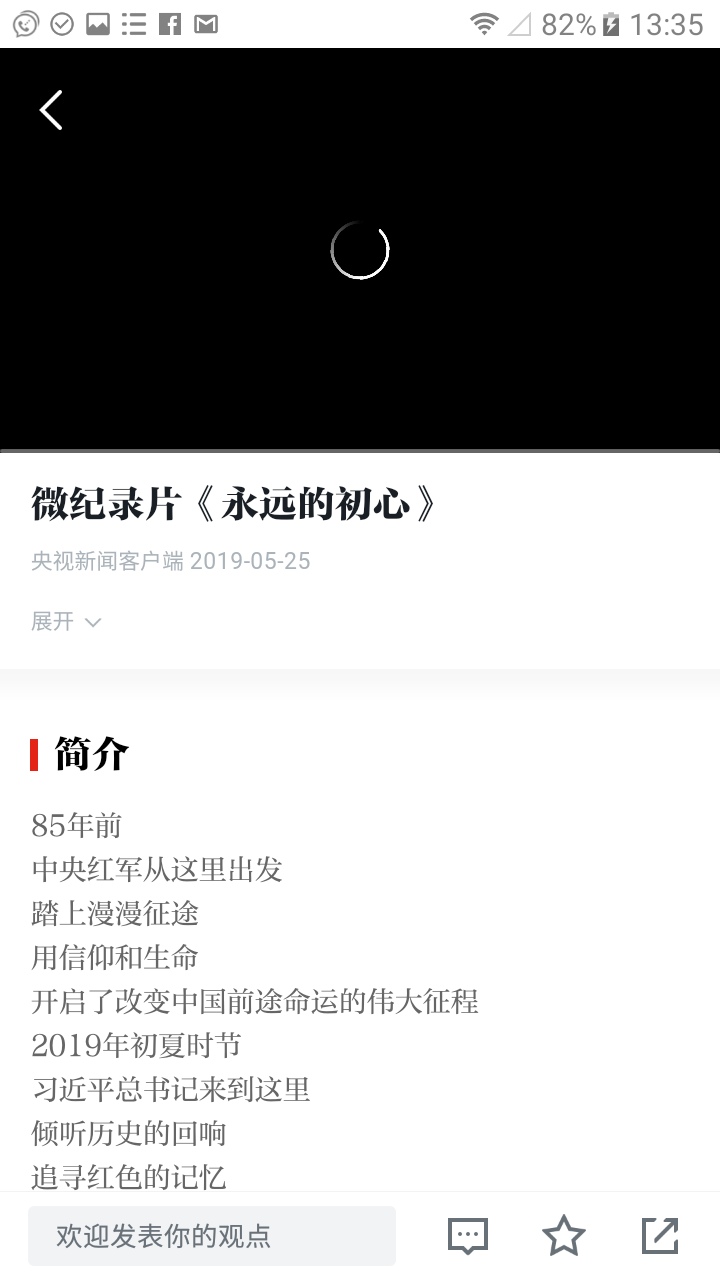 82% 13:35
微纪录片《永远的初心》
央视新闻客户端 2019-05-25
展开
简介
85年前
中央红军从这里出发
踏上漫漫征途
用信仰和生命
开启了改变中国前途命运的伟大征程
2019年初夏时节
习近平总书记来到这里
倾听历史的回响
追寻红色的记忆
欢迎发表你的观点